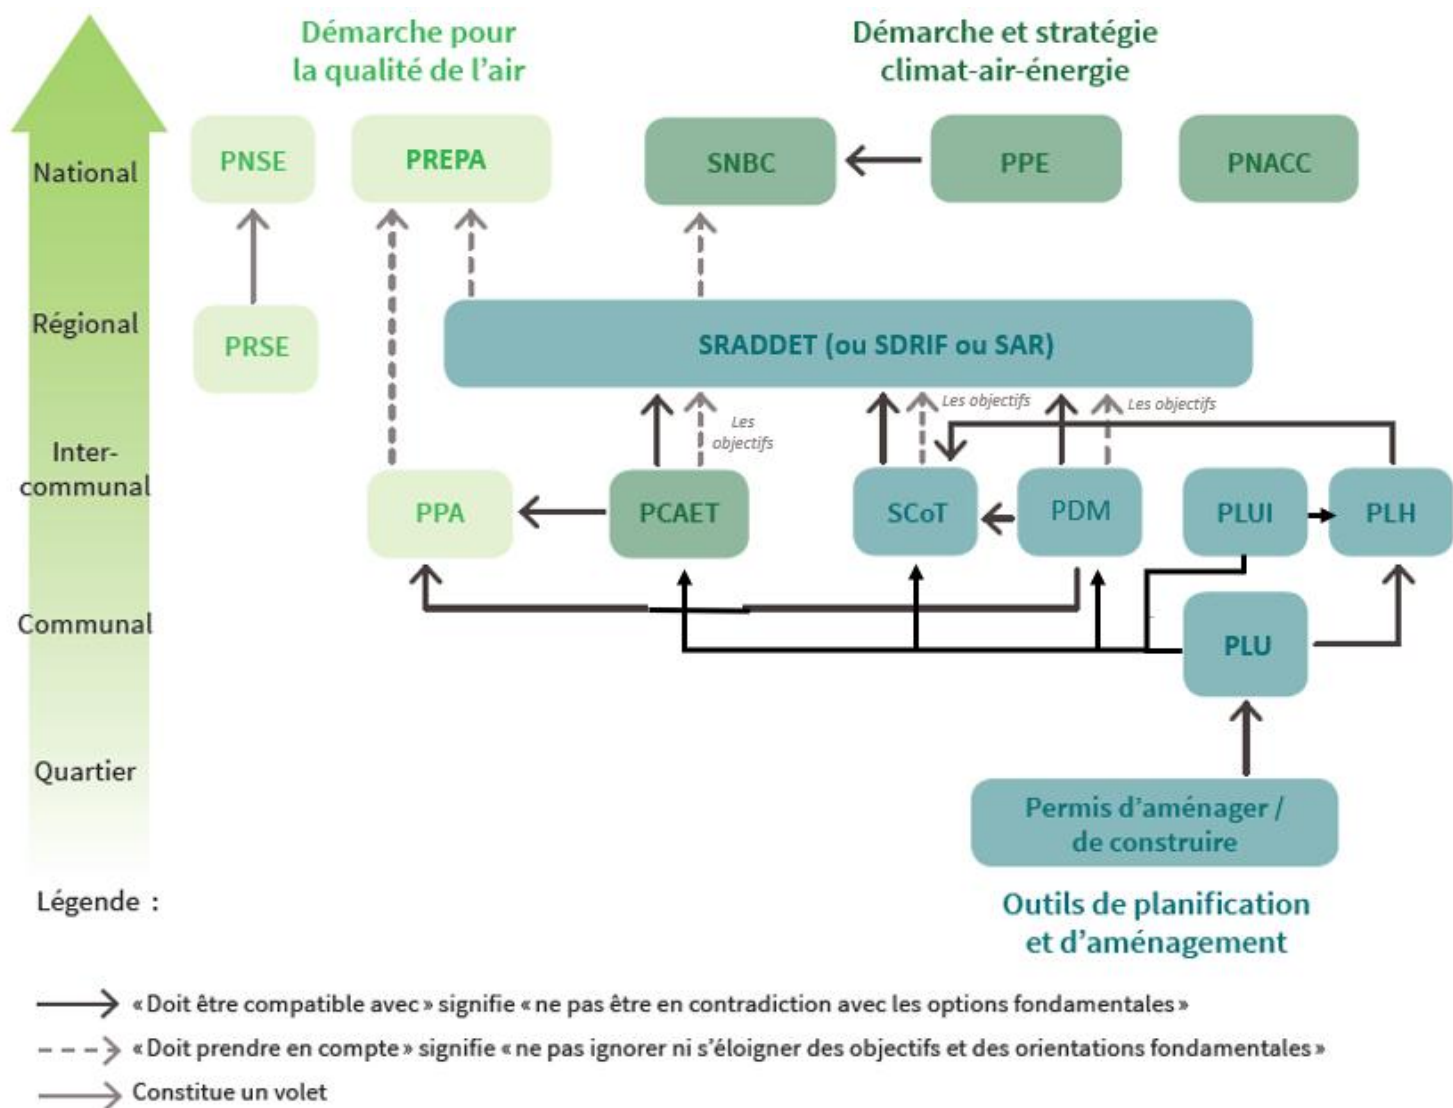 Démarche pour
la qualité de l’air
Démarche et stratégie
climat-air-énergie
National
PNSE
PREPA
SNBC
PPE
PNACC
Régional
PRSE
SRADDET (ou SDRIF ou SAR)
Les
objectifs
Les objectifs
Les objectifs
Inter-
communal
PPA
PCAET
SCoT
PDM
PLUI
PLH
Communal
PLU
Quartier
Permis d’aménager /
de construire
Légende :
Outils de planification
et d’aménagement
« Doit être compatible avec » signifie « ne pas être en contradiction avec les options fondamentales »
« Doit prendre en compte » signifie « ne pas ignorer ni s’éloigner des objectifs et des orientations fondamentales »
Constitue un volet